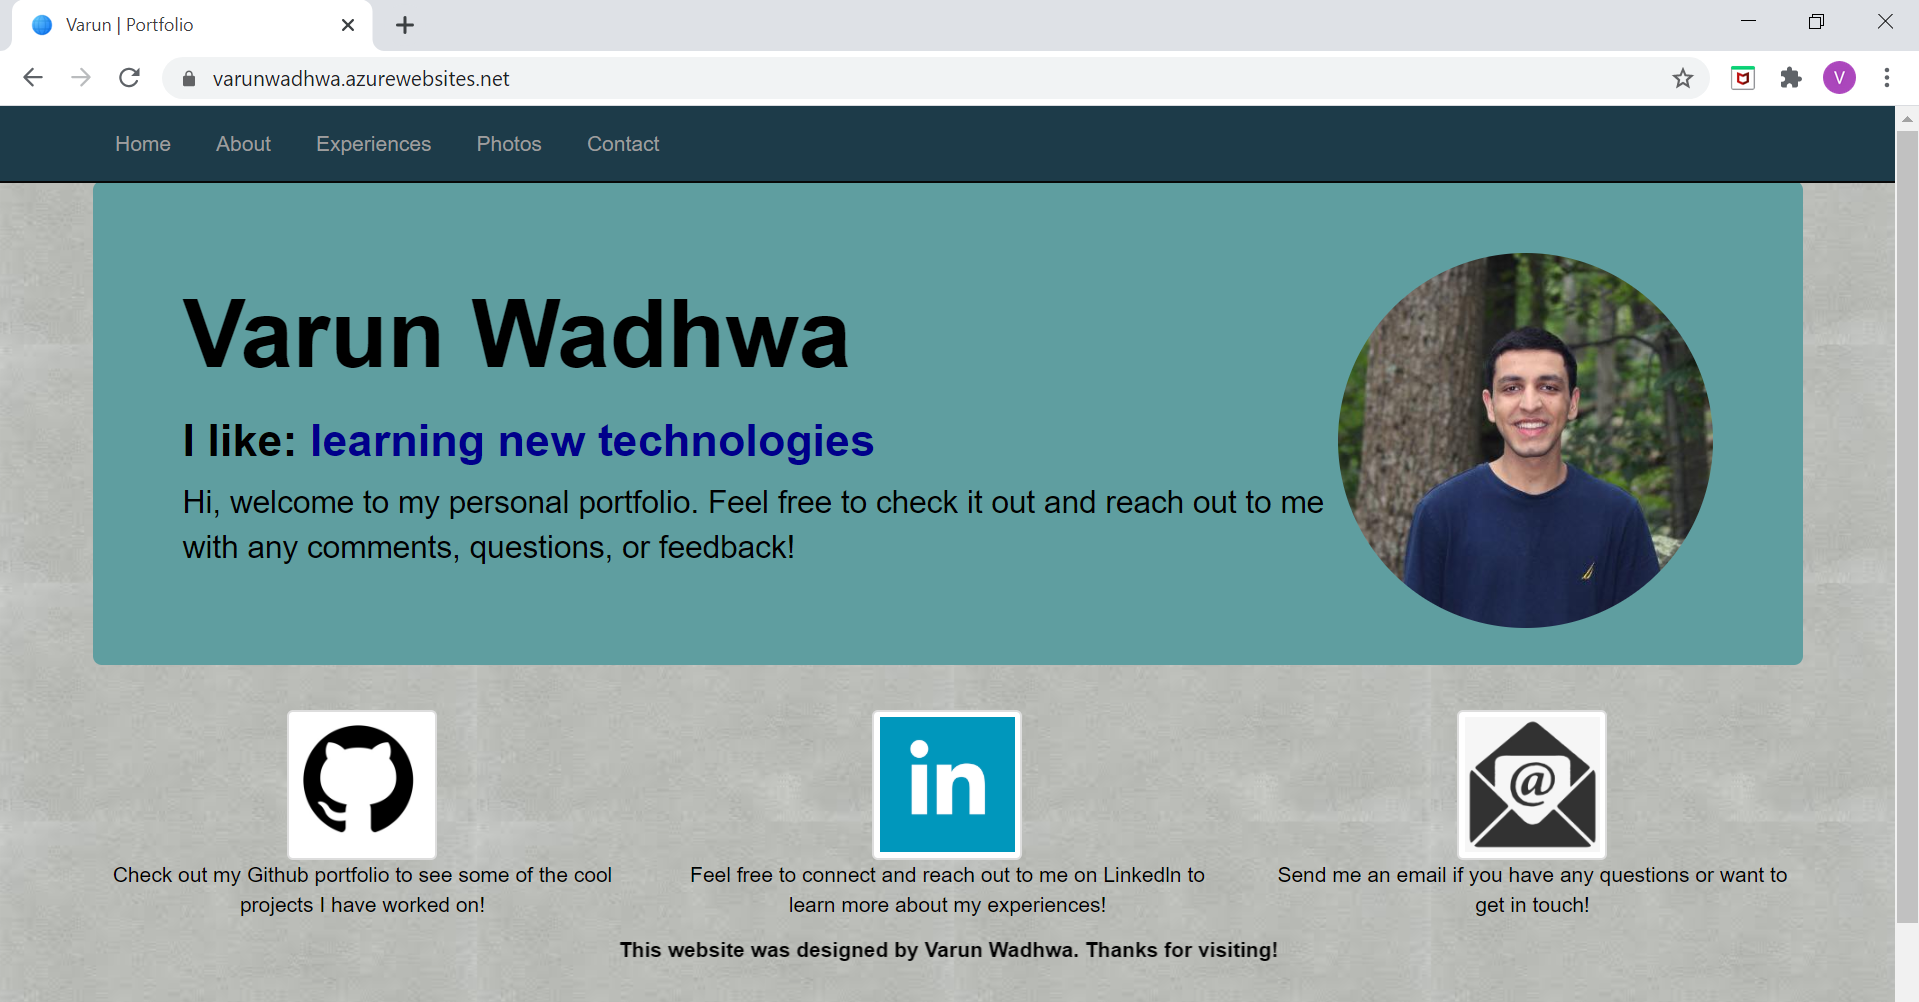 Varun | Portfolio
varunwadhwa.azurewebsites.net
V
Home About Experiences Photos Contact
Varun Wadhwa
I like: learning new technologies
Hi, welcome to my personal portfolio. Feel free to check it out and reach out to me
with any comments, questions, or feedback!
in
@
Check out my Github portfolio to see some of the cool
projects I have worked on!
Feel free to connect and reach out to me on LinkedIn to
learn more about my experiences!
Send me an email if you have any questions or want to
get in touch!
This website was designed by Varun Wadhwa. Thanks for visiting!